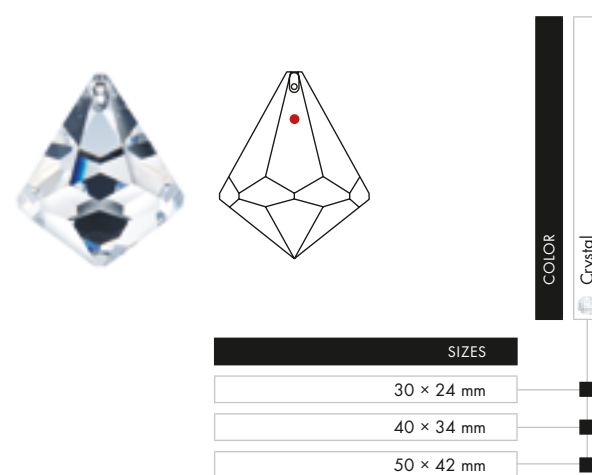 COLOR
Crystal
SIZES
30 × 24 mm
40 × 34 mm
50 × 42 mm